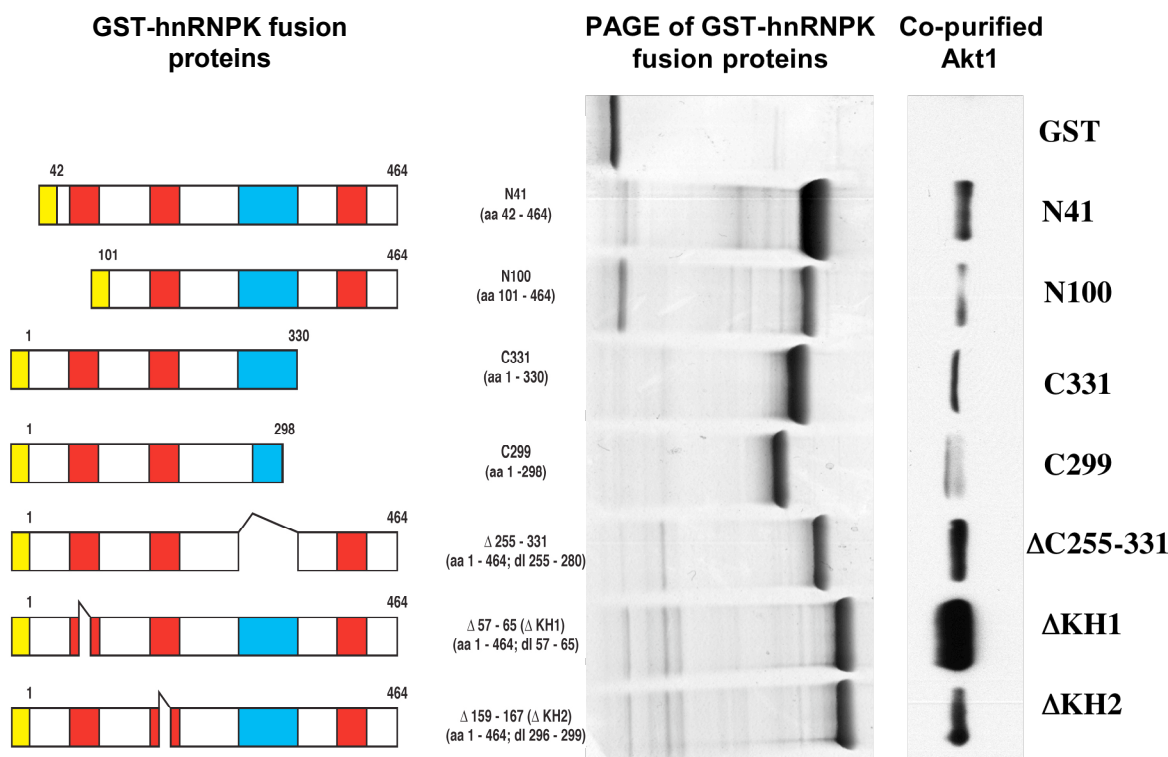 GST-hnRNPK fusion
proteins
PAGE of GST-hnRNPK
fusion proteins
Co-purified
Akt1
GST
42
464
N41
(aa 42 - 464)
N41
101
464
N100
(aa 101 - 464)
N100
1
330
C331
(aa 1 - 330)
C331
1
298
C299
(aa 1 -298)
C299
1
464
Δ 255 - 331
(aa 1 - 464; dl 255 - 280)
ΔC255-331
1
464
Δ 57 - 65 (Δ KH1)
(aa 1 - 464; dl 57 - 65)
ΔKH1
1
464
Δ 159 - 167 (Δ KH2)
(aa 1 - 464; dl 296 - 299)
ΔKH2